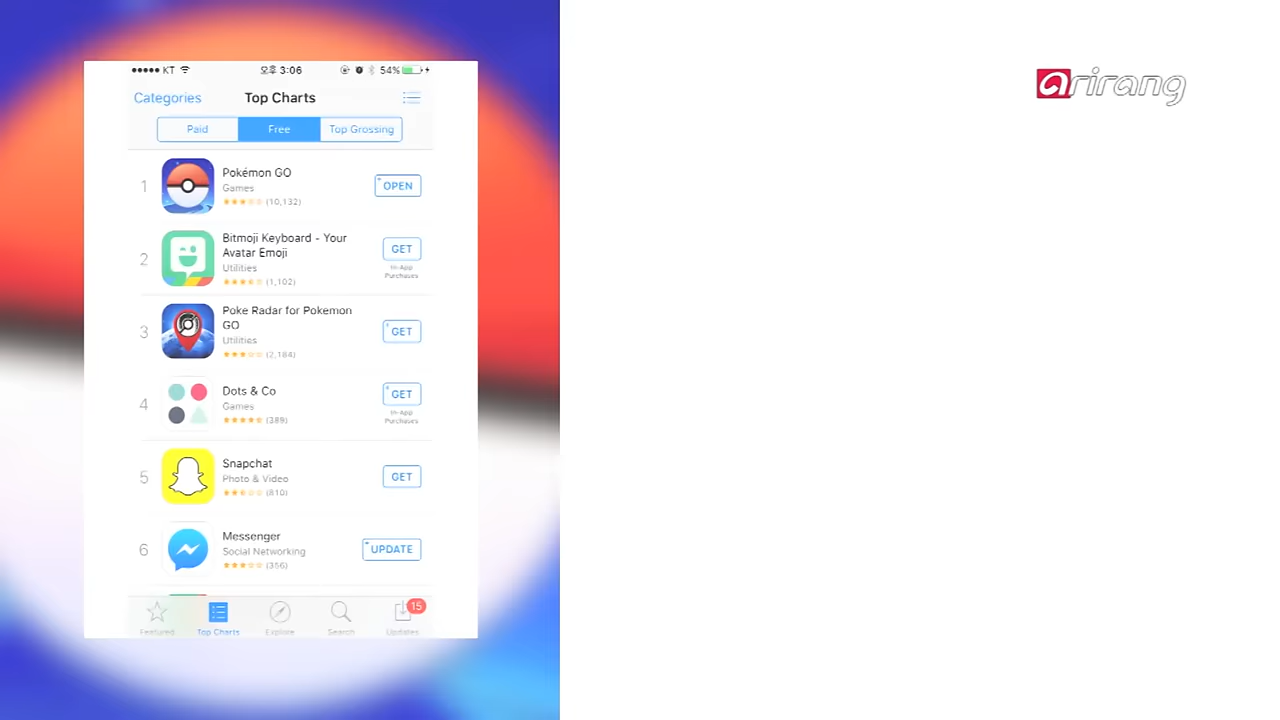 arirang
KT 오후 3:06 54%
Categories Top Charts
Paid Free Top Grossing
1 Pokémon GO
Games
(10,132)
OPEN
2 Bitmoji Keyboard - Your
Avatar Emoji
Utilities
(1,102)
GET
In-App
Purchases
3 Poke Radar for Pokemon
GO
Utilities
(2,184)
GET
4 Dots & Co
Games
(389)
GET
In-App
Purchases
5 Snapchat
Photo & Video
(810)
GET
6 Messenger
Social Networking
(356)
UPDATE
15
Featured Top Charts Explore Search Updates